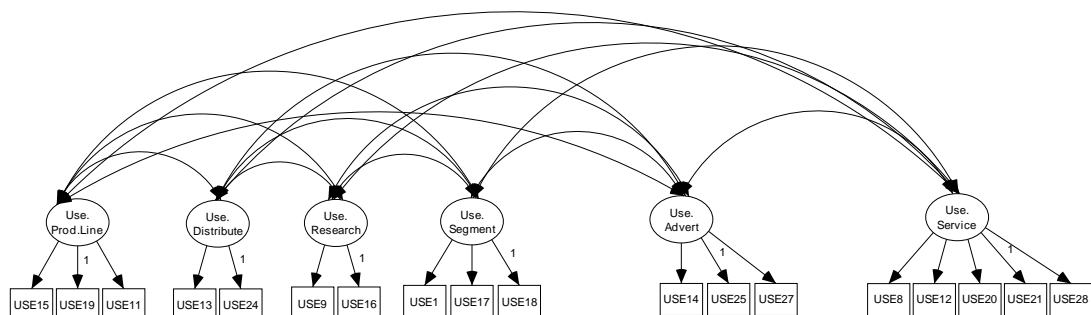 Use.
Prod.Line
Use.
Distribute
Use.
Research
Use.
Segment
Use.
Advert
Use.
Service
1
1
1
1
1
1
USE15 USE19 USE11 USE13 USE24 USE9 USE16 USE1 USE17 USE18 USE14 USE25 USE27 USE8 USE12 USE20 USE21 USE28